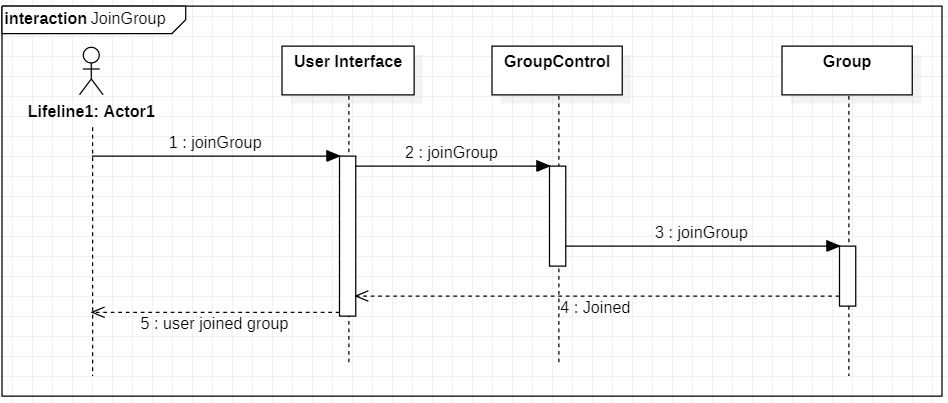 interaction JoinGroup
Lifeline1: Actor1
User Interface
GroupControl
Group
1 : joinGroup
2 : joinGroup
3 : joinGroup
4 : Joined
5 : user joined group